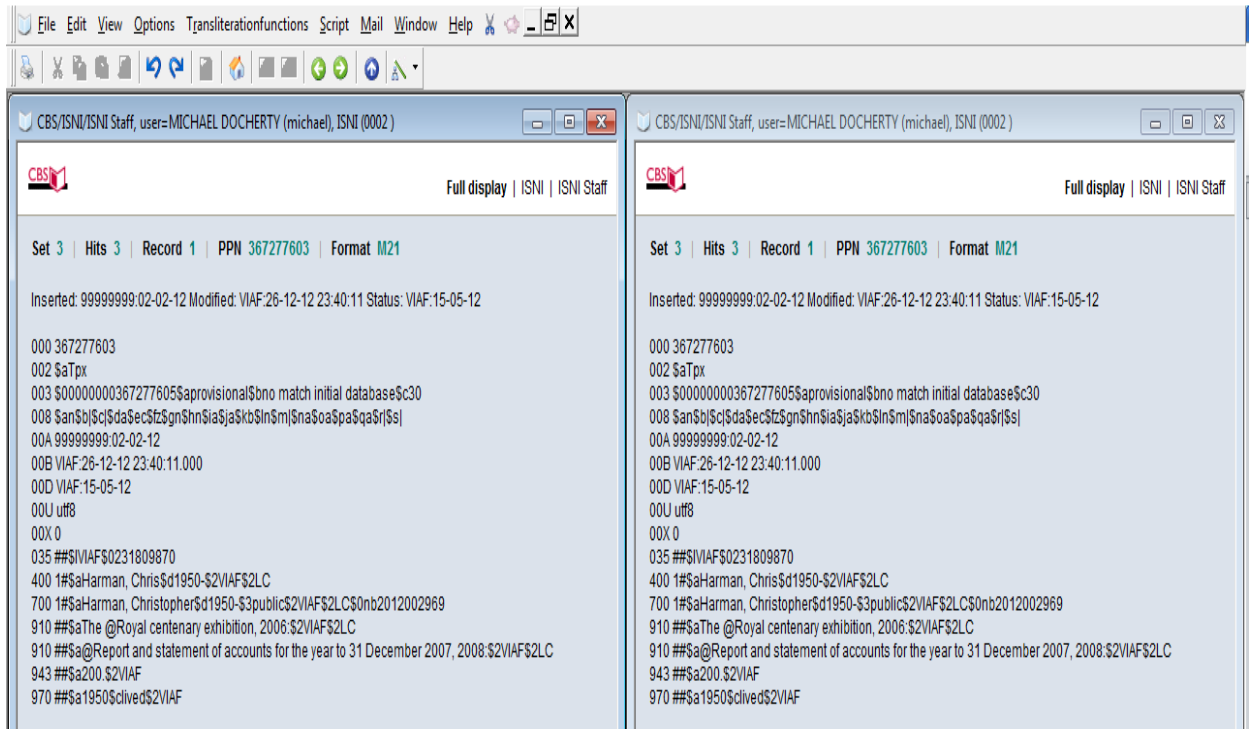 File Edit View Options Transliterationfunctions Script Mail Window Help
CBS/ISNI/ISNI Staff, user=MICHAEL DOCHERTY (michael), ISNI (0002 )
CBS
Full display | ISNI | ISNI Staff
Set 3 | Hits 3 | Record 1 | PPN 367277603 | Format M21
Inserted: 99999999:02-02-12 Modified: VIAF:26-12-12 23:40:11 Status: VIAF:15-05-12
000 367277603
002 $aTpx
003 $00000000367277605$aprovisional$bno match initial database$c30
008 $an$b|$c|$da$ec$fz$gn$hn$ia$ja$kb$ln$m|$na$oa$pa$qa$r|$s|
00A 99999999:02-02-12
00B VIAF:26-12-12 23:40:11.000
00D VIAF:15-05-12
00U utf8
00X 0
035 ##$IVIAF$0231809870
400 1#$aHarman, Chris$d1950-$2VIAF$2LC
700 1#$aHarman, Christopher$d1950-$3public$2VIAF$2LC$0nb2012002969
910 ##$aThe @Royal centenary exhibition, 2006:$2VIAF$2LC
910 ##$a@Report and statement of accounts for the year to 31 December 2007, 2008:$2VIAF$2LC
943 ##$a200.$2VIAF
970 ##$a1950$clived$2VIAF
CBS/ISNI/ISNI Staff, user=MICHAEL DOCHERTY (michael), ISNI (0002 )
CBS
Full display | ISNI | ISNI Staff
Set 3 | Hits 3 | Record 1 | PPN 367277603 | Format M21
Inserted: 99999999:02-02-12 Modified: VIAF:26-12-12 23:40:11 Status: VIAF:15-05-12
000 367277603
002 $aTpx
003 $00000000367277605$aprovisional$bno match initial database$c30
008 $an$b|$c|$da$ec$fz$gn$hn$ia$ja$kb$ln$m|$na$oa$pa$qa$r|$s|
00A 99999999:02-02-12
00B VIAF:26-12-12 23:40:11.000
00D VIAF:15-05-12
00U utf8
00X 0
035 ##$IVIAF$0231809870
400 1#$aHarman, Chris$d1950-$2VIAF$2LC
700 1#$aHarman, Christopher$d1950-$3public$2VIAF$2LC$0nb2012002969
910 ##$aThe @Royal centenary exhibition, 2006:$2VIAF$2LC
910 ##$a@Report and statement of accounts for the year to 31 December 2007, 2008:$2VIAF$2LC
943 ##$a200.$2VIAF
970 ##$a1950$clived$2VIAF